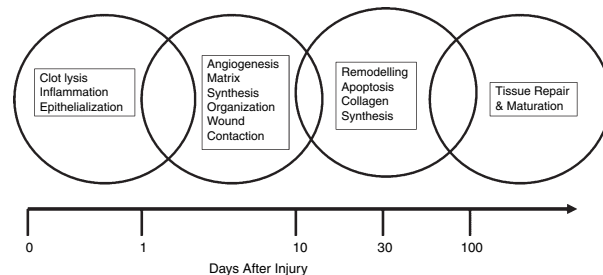 Clot lysis
Inflammation
Epithelialization
Angiogenesis
Matrix
Synthesis
Organization
Wound
Contaction
Remodelling
Apoptosis
Collagen
Synthesis
Tissue Repair
& Maturation
0 1 10 30 100
Days After Injury